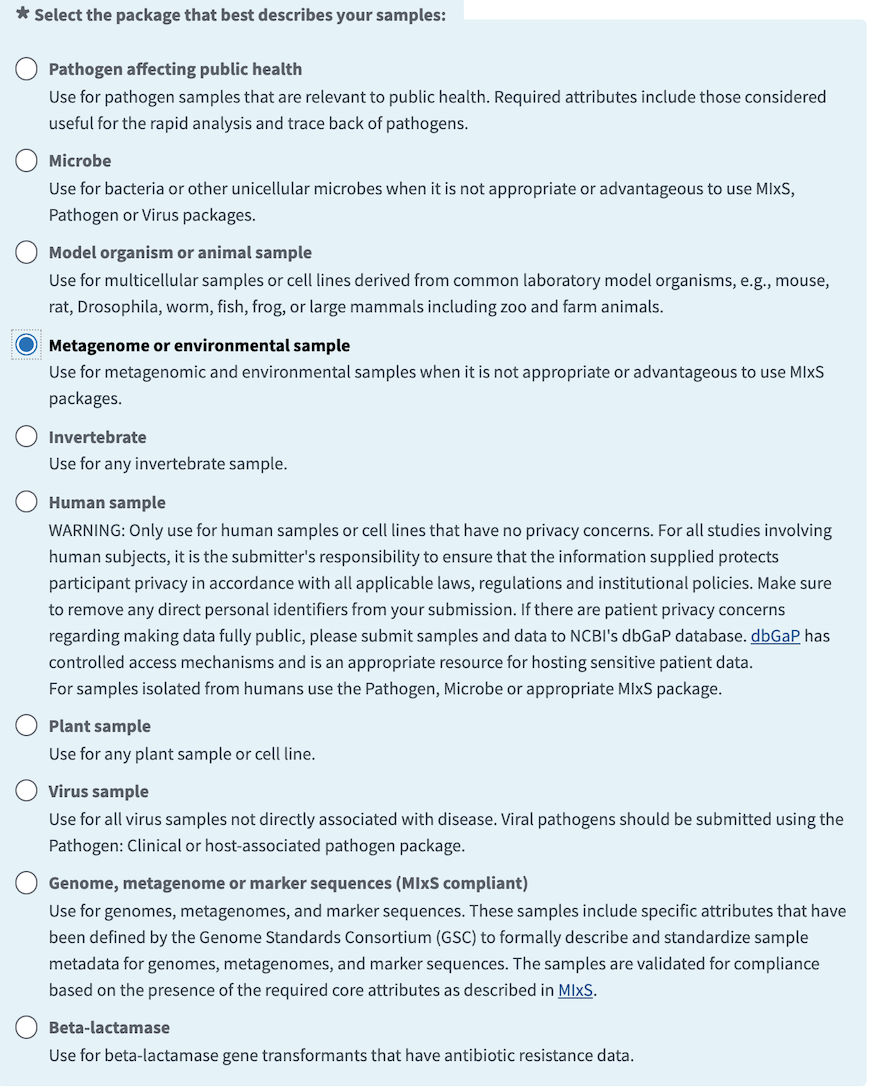 * Select the package that best describes your samples:
Pathogen affecting public health
Use for pathogen samples that are relevant to public health. Required attributes include those considered
useful for the rapid analysis and trace back of pathogens.
Microbe
Use for bacteria or other unicellular microbes when it is not appropriate or advantageous to use MIxS,
Pathogen or Virus packages.
Model organism or animal sample
Use for multicellular samples or cell lines derived from common laboratory model organisms, e.g., mouse,
rat, Drosophila, worm, fish, frog, or large mammals including zoo and farm animals.
Metagenome or environmental sample
Use for metagenomic and environmental samples when it is not appropriate or advantageous to use MIxS
packages.
Invertebrate
Use for any invertebrate sample.
Human sample
WARNING: Only use for human samples or cell lines that have no privacy concerns. For all studies involving
human subjects, it is the submitter's responsibility to ensure that the information supplied protects
participant privacy in accordance with all applicable laws, regulations and institutional policies. Make sure
to remove any direct personal identifiers from your submission. If there are patient privacy concerns
regarding making data fully public, please submit samples and data to NCBI's dbGaP database. dbGaP has
controlled access mechanisms and is an appropriate resource for hosting sensitive patient data.
For samples isolated from humans use the Pathogen, Microbe or appropriate MIxS package.
Plant sample
Use for any plant sample or cell line.
Virus sample
Use for all virus samples not directly associated with disease. Viral pathogens should be submitted using the
Pathogen: Clinical or host-associated pathogen package.
Genome, metagenome or marker sequences (MIxS compliant)
Use for genomes, metagenomes, and marker sequences. These samples include specific attributes that have
been defined by the Genome Standards Consortium (GSC) to formally describe and standardize sample
metadata for genomes, metagenomes, and marker sequences. The samples are validated for compliance
based on the presence of the required core attributes as described in MIxS.
Beta-lactamase
Use for beta-lactamase gene transformants that have antibiotic resistance data.